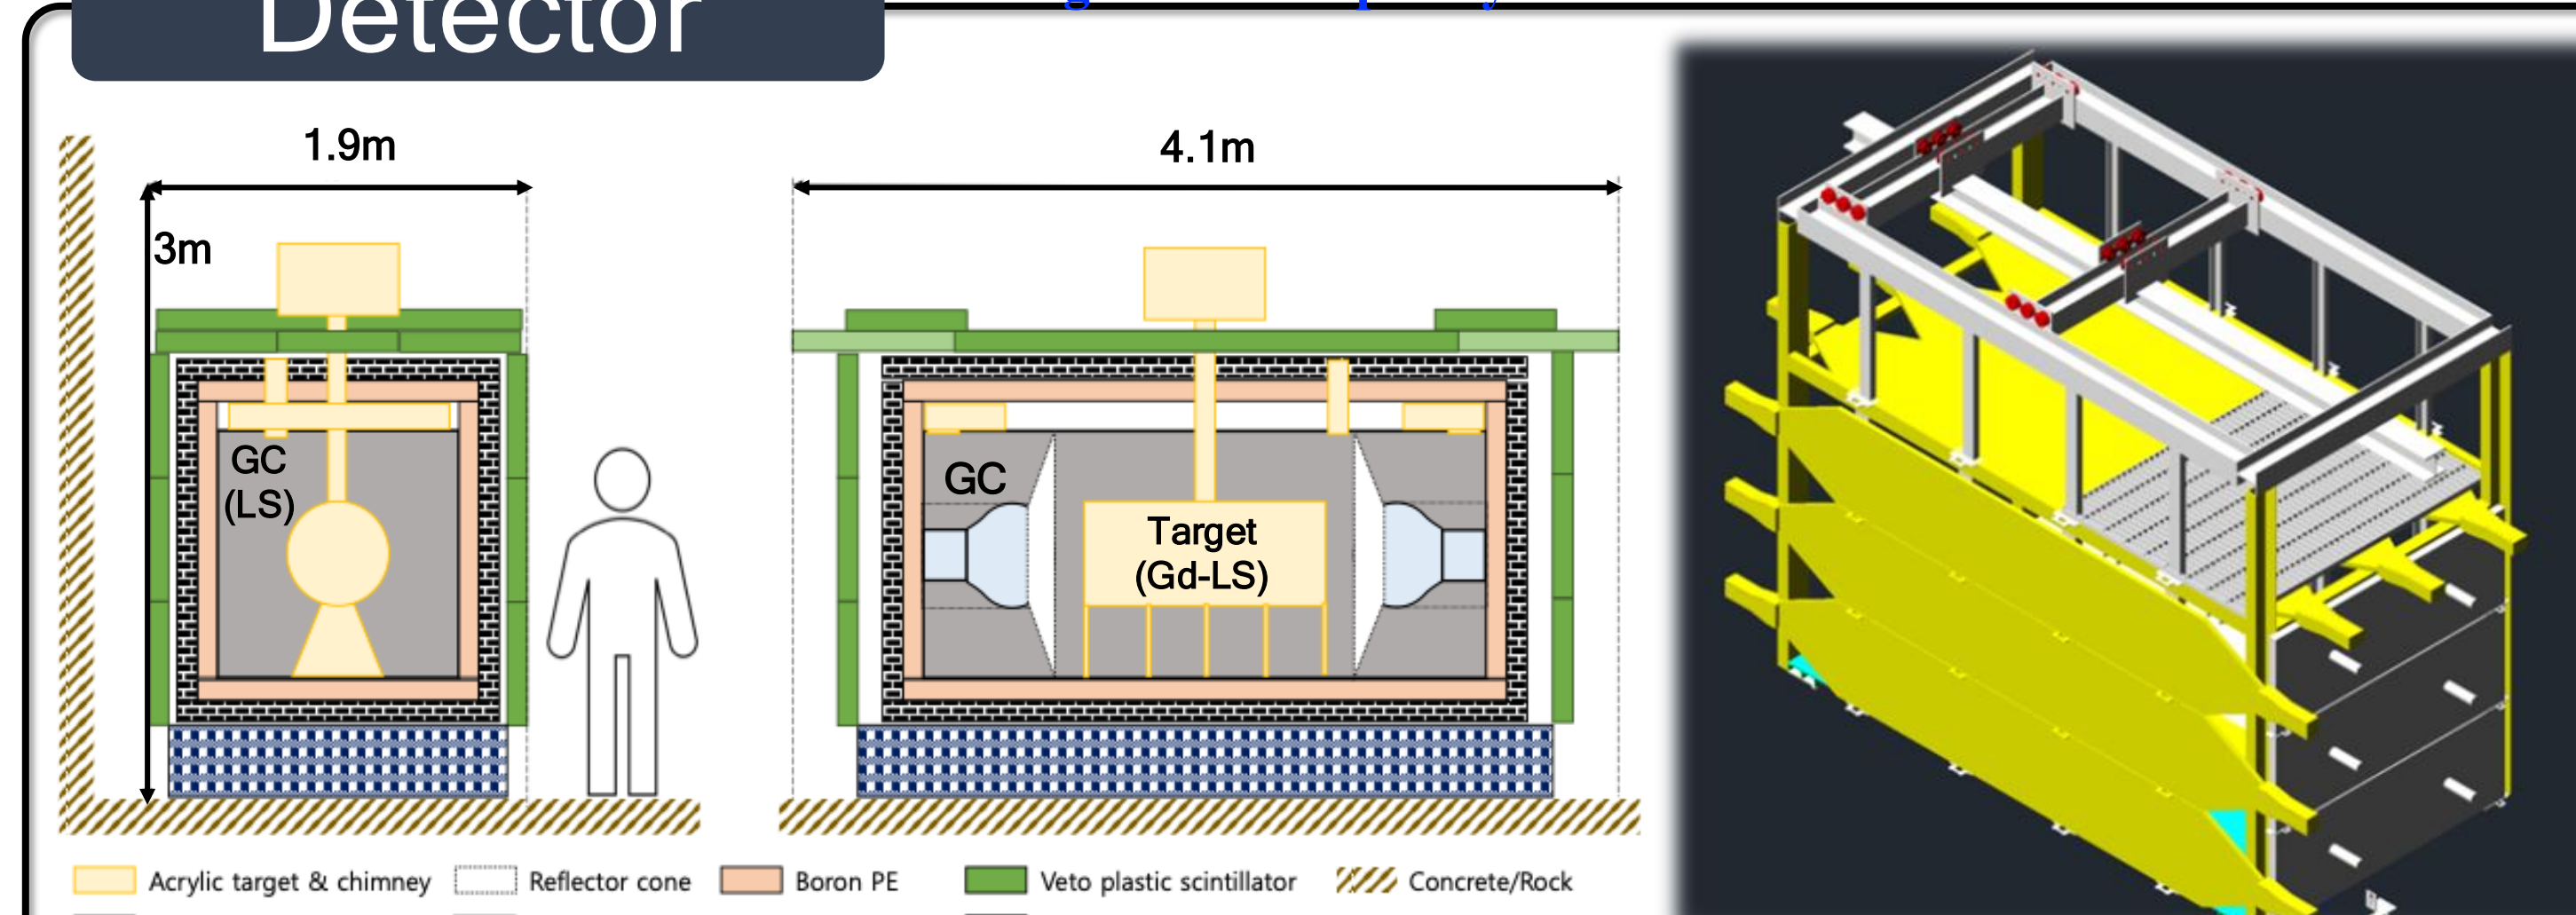 Detector
1.9m
4.1m
3m
GC
(LS)
GC
Target
(Gd-LS)
Acrylic target & chimney
Reflector cone
Boron PE
Veto plastic scintillator
Concrete/Rock